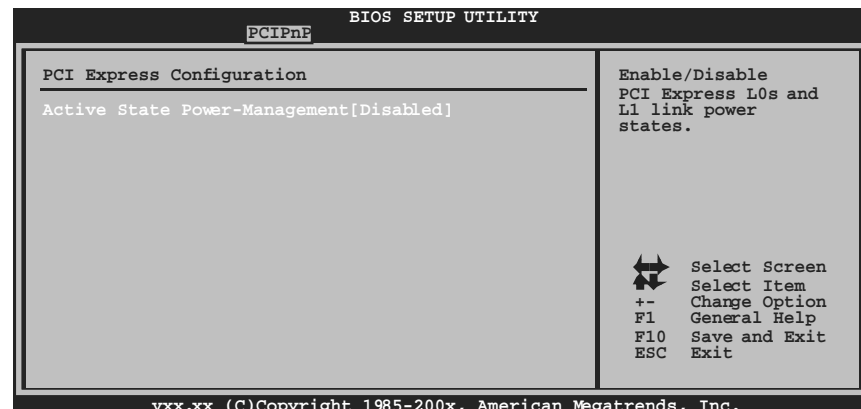 BIOS SETUP UTILITY
PCIPnP
PCI Express Configuration
Active State Power-Management[Disabled]
Enable/Disable
PCI Express L0s and
L1 link power
states.
Select Screen
Select Item
+- Change Option
F1 General Help
F10 Save and Exit
ESC Exit
vxx.xx (C)Copyright 1985-200x, American Megatrends, Inc.